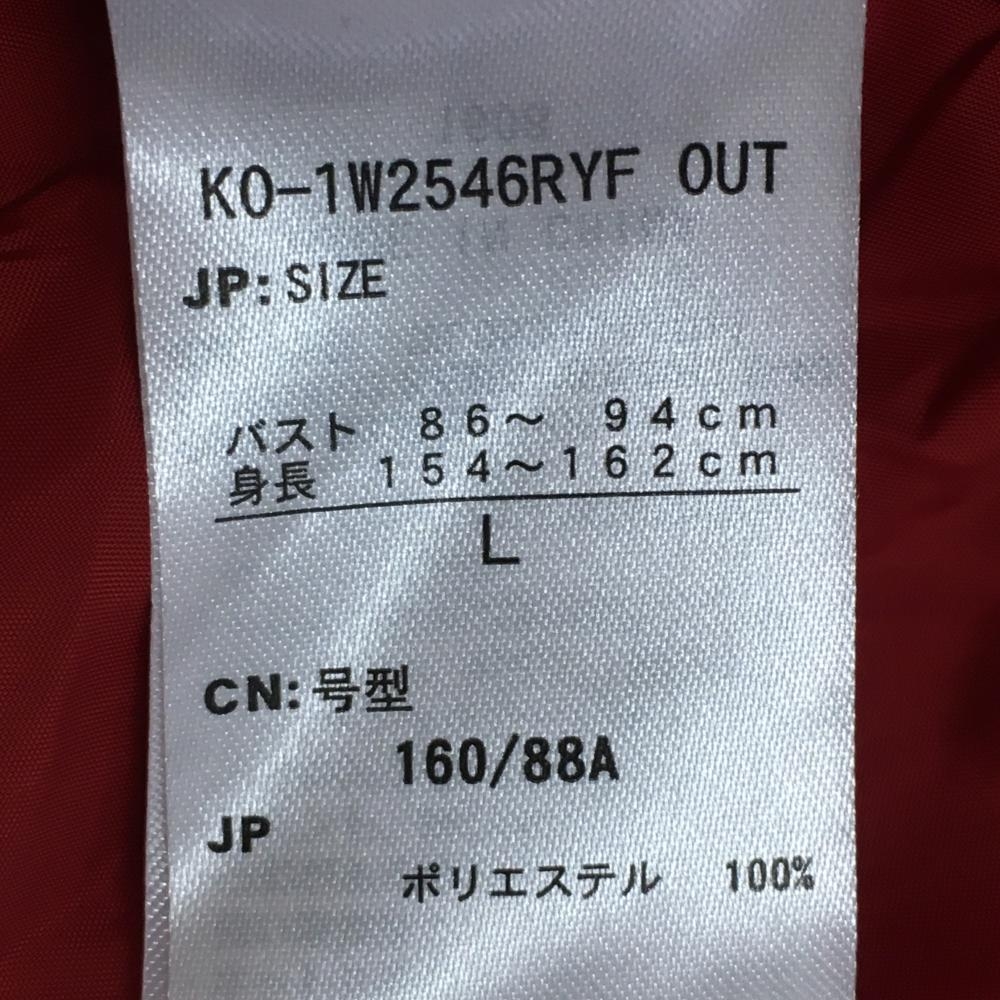 KO-1W2546RYF OUT
JP: SIZE
バスト 86～ 94cm
身長 154～162cm
L
CN: 号型
160/88A
JP
ポリエステル 100%